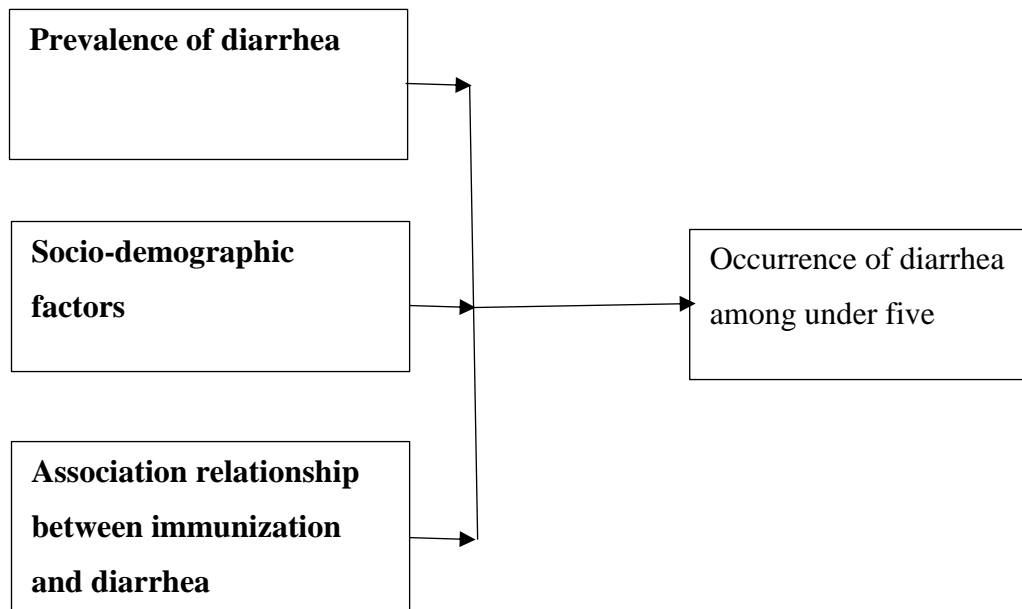 Prevalence of diarrhea
Socio-demographic
factors
Occurrence of diarrhea
among under five
Association relationship
between immunization
and diarrhea